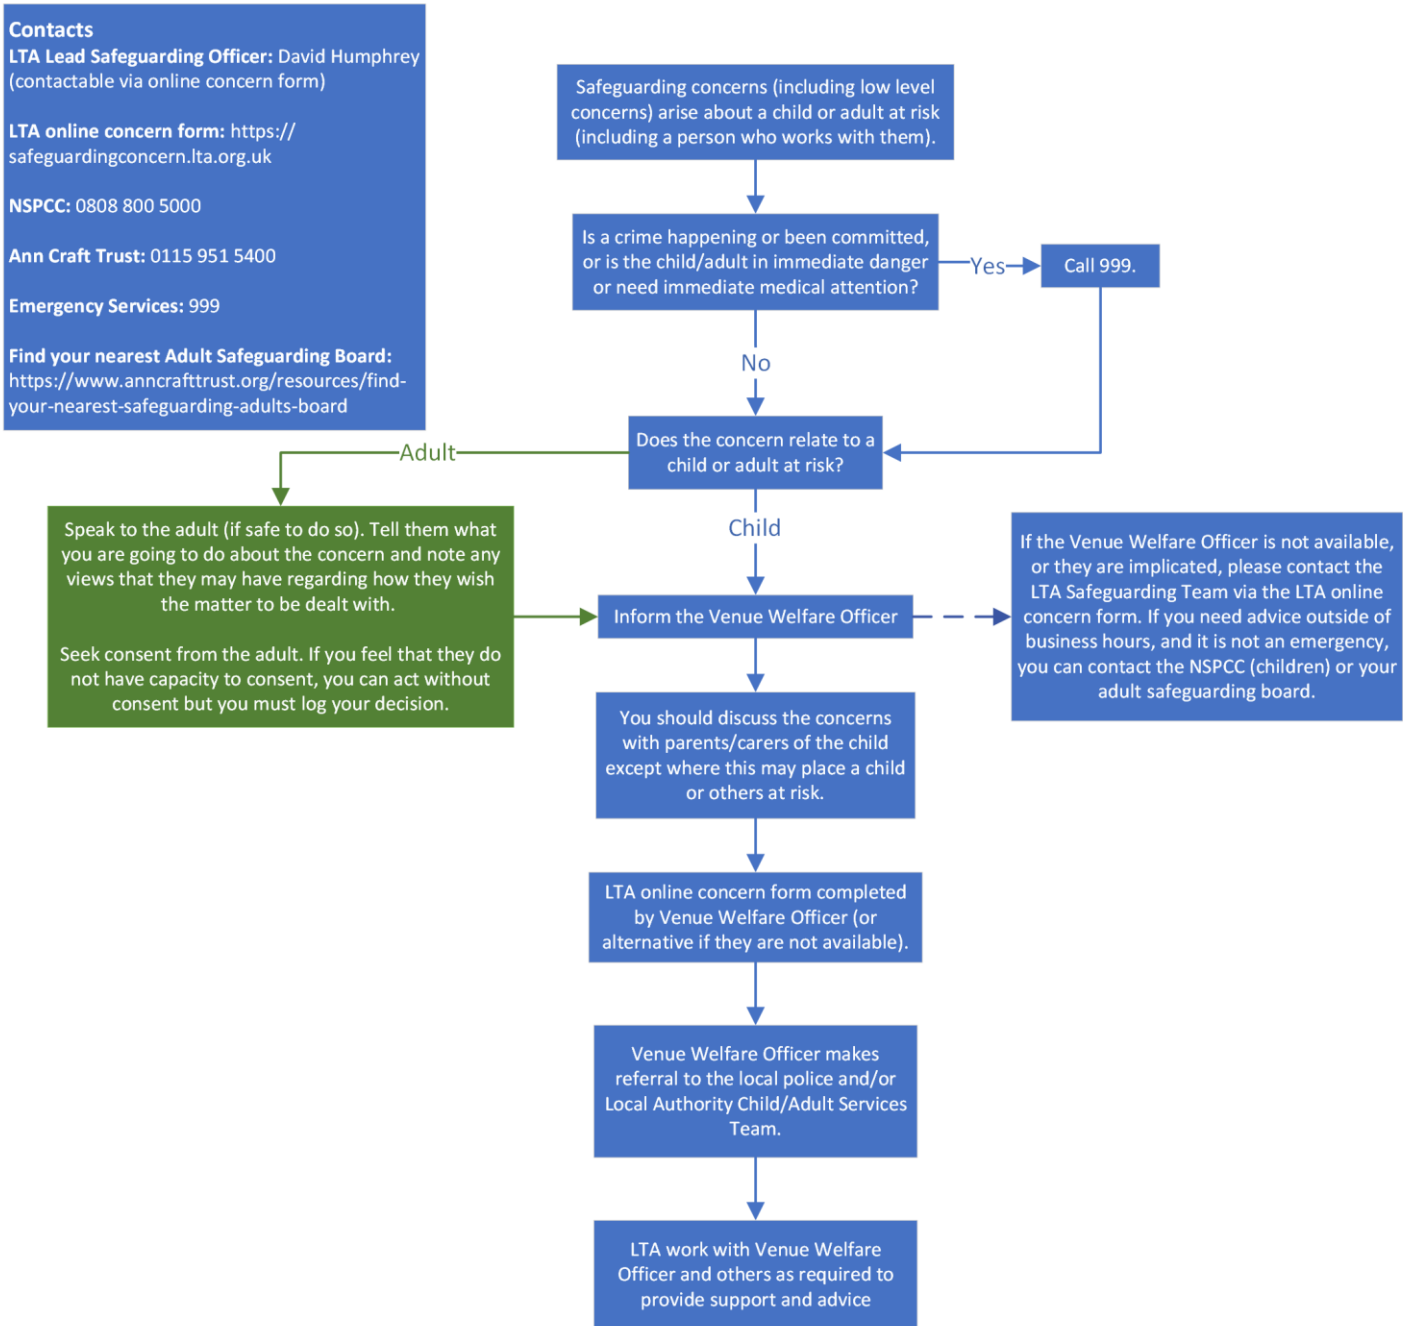 Contacts
LTA Lead Safeguarding Officer: David Humphrey
(contactable via online concern form)
LTA online concern form: https://
safeguardingconcern.lta.org.uk
NSPCC: 0808 800 5000
Ann Craft Trust: 0115 951 5400
Emergency Services: 999
Find your nearest Adult Safeguarding Board:
https://www.anncrafttrust.org/resources/find-
your-nearest-safeguarding-adults-board
Safeguarding concerns (including low level
concerns) arise about a child or adult at risk
(including a person who works with them).
Is a crime happening or been committed,
or is the child/adult in immediate danger
or need immediate medical attention?
Yes
Call 999.
No
Does the concern relate to a
child or adult at risk?
Adult
Speak to the adult (if safe to do so). Tell them what
you are going to do about the concern and note any
views that they may have regarding how they wish
the matter to be dealt with.
Seek consent from the adult. If you feel that they do
not have capacity to consent, you can act without
consent but you must log your decision.
Child
Inform the Venue Welfare Officer
If the Venue Welfare Officer is not available,
or they are implicated, please contact the
LTA Safeguarding Team via the LTA online
concern form. If you need advice outside of
business hours, and it is not an emergency,
you can contact the NSPCC (children) or your
adult safeguarding board.
You should discuss the concerns
with parents/carers of the child
except where this may place a child
or others at risk.
LTA online concern form completed
by Venue Welfare Officer (or
alternative if they are not available).
Venue Welfare Officer makes
referral to the local police and/or
Local Authority Child/Adult Services
Team.
LTA work with Venue Welfare
Officer and others as required to
provide support and advice